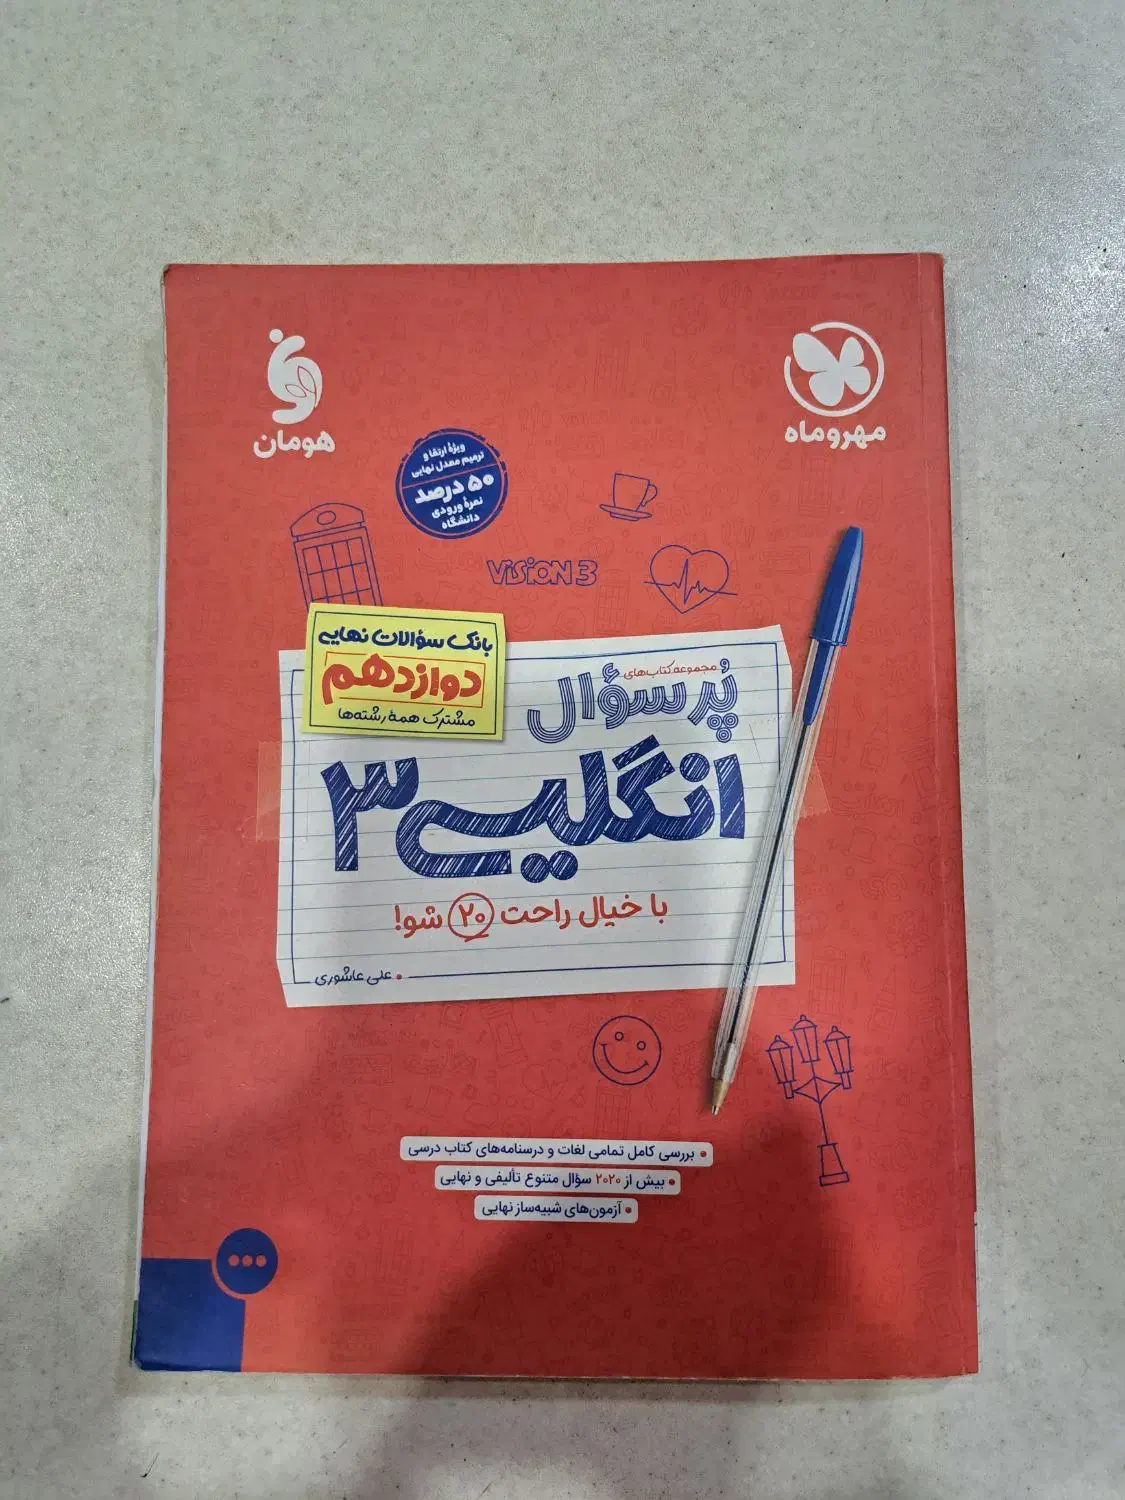 مهروماه
هومان
ویژهٔ ارتقا و
ترمیم معدل نهایی
۵۰ درصد
نمرهٔ ورودی
دانشگاه
ViSiON 3
بانک سؤالات نهایی
دوازدهم
مشترک همهٔ رشته‌ها
مجموعه کتاب‌های
پُر سؤال
انگلیسی ۳
با خیال راحت ۲۰ شو!
علی عاشوری
• بررسی کامل تمامی لغات و درسنامه‌های کتاب درسی
• بیش از ۲۰۲۰ سؤال متنوع تألیفی و نهایی
• آزمون‌های شبیه‌ساز نهایی